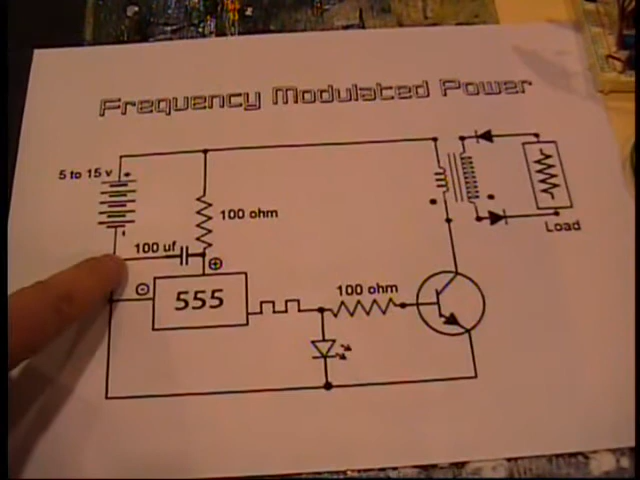 Frequency Modulated Power
5 to 15 v
+
100 ohm
Load
100 uf
+
-
555
100 ohm